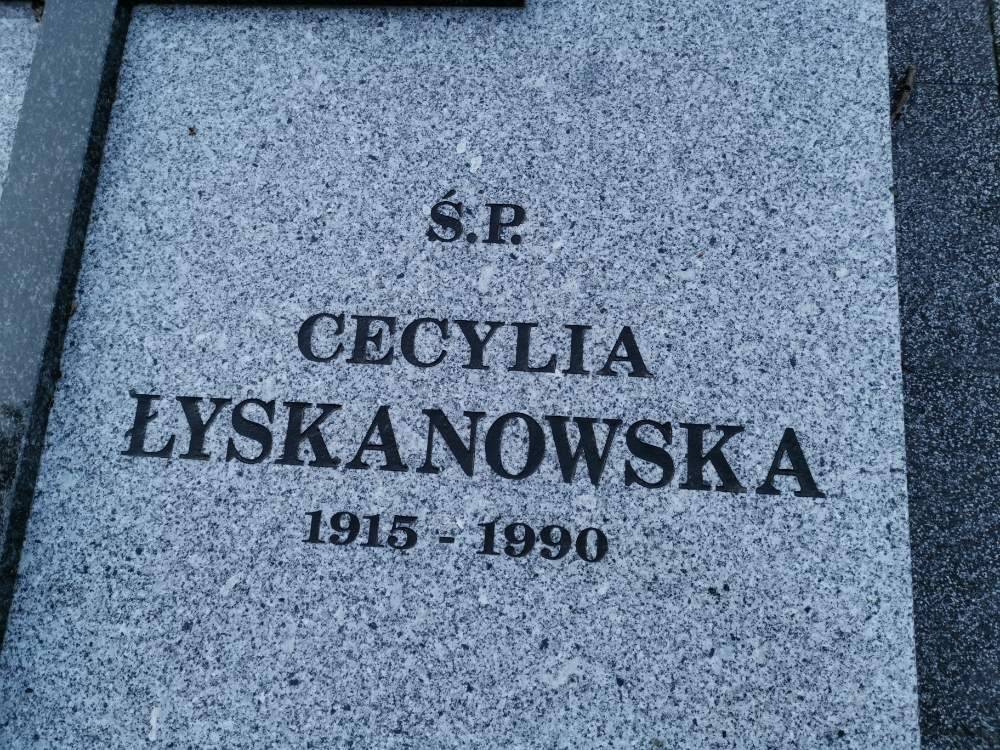 Ś.P.
CECYLIA
ŁYSKANOWSKA
1915 - 1990